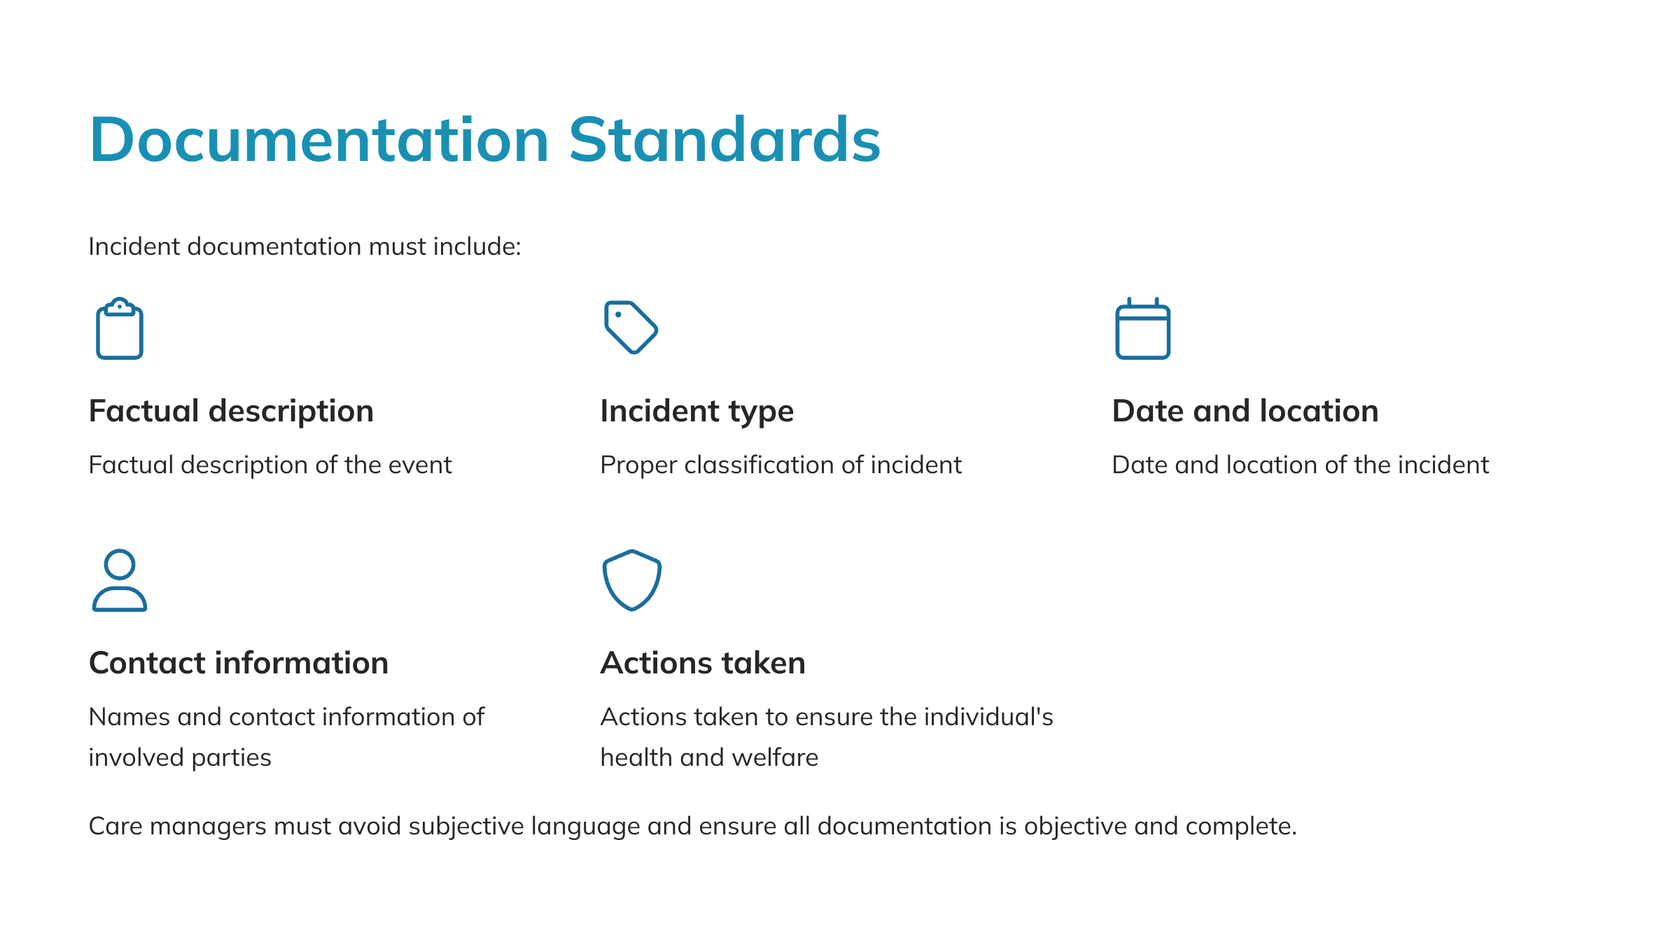 Documentation Standards
Incident documentation must include:
Factual description
Factual description of the event
Incident type
Proper classification of incident
Date and location
Date and location of the incident
Contact information
Names and contact information of
involved parties
Actions taken
Actions taken to ensure the individual's
health and welfare
Care managers must avoid subjective language and ensure all documentation is objective and complete.